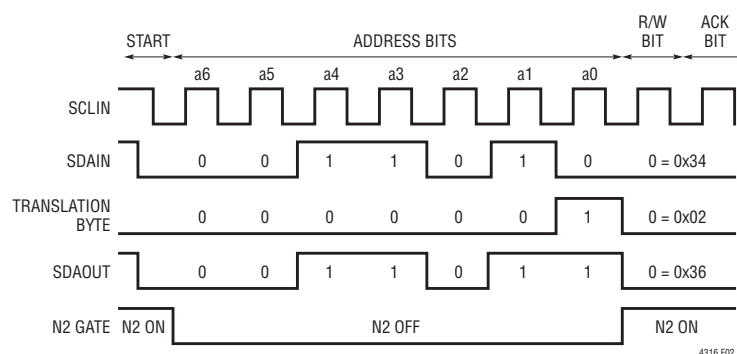 START ADDRESS BITS R/W BIT ACK BIT
a6 a5 a4 a3 a2 a1 a0
SCLIN
SDAIN 0 0 1 1 0 1 0 0 = 0x34
TRANSLATION BYTE 0 0 0 0 0 0 1 0 = 0x02
SDAOUT 0 0 1 1 0 1 1 0 = 0x36
N2 GATE N2 ON N2 OFF N2 ON
4316 F02